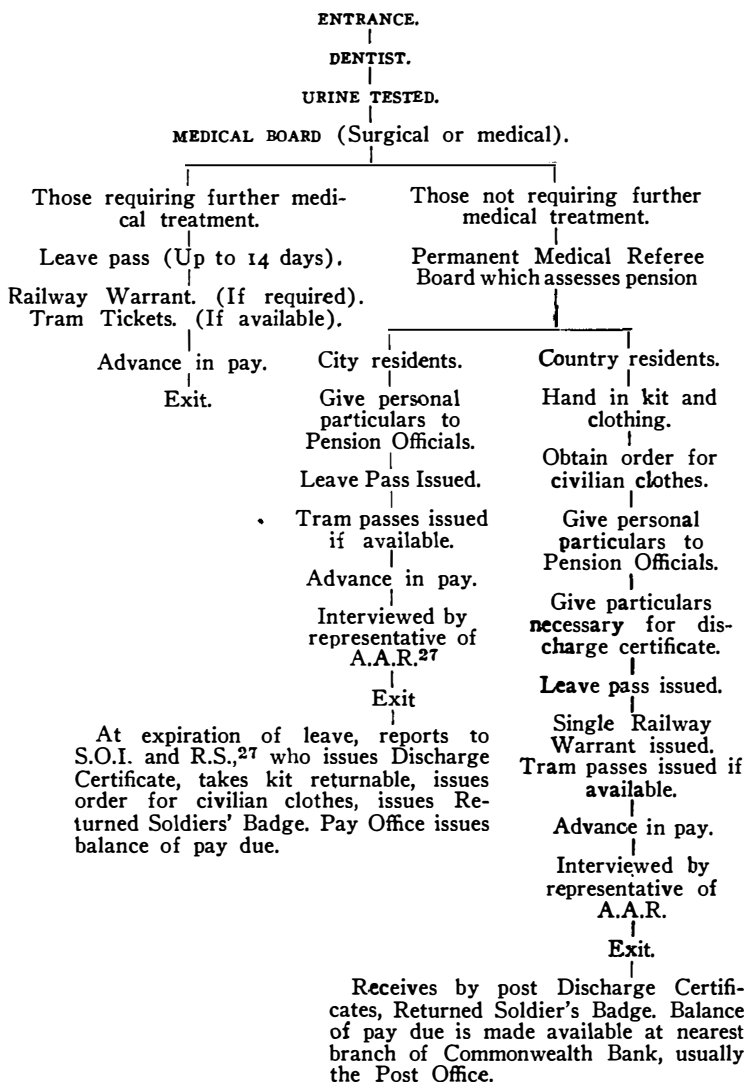 ENTRANCE.
DENTIST.
URINE TESTED.
MEDICAL BOARD (Surgical or medical).
Those requiring further medi-
cal treatment.
Leave pass (Up to 14 days).
Railway Warrant. (If required).
Tram Tickets. (If available).
Advance in pay.
Exit.
Those not requiring further
medical treatment.
Permanent Medical Referee
Board which assesses pension
City residents.
Give personal
particulars to
Pension Officials.
Leave Pass Issued.
Tram passes issued
if available.
Advance in pay.
Interviewed by
representative of
A.A.R.27
Exit
At expiration of leave, reports to
S.O.I. and R.S.,27 who issues Discharge
Certificate, takes kit returnable, issues
order for civilian clothes, issues Re-
turned Soldiers' Badge. Pay Office issues
balance of pay due.
Country residents.
Hand in kit and
clothing.
Obtain order for
civilian clothes.
Give personal
particulars to
Pension Officials.
Give particulars
necessary for dis-
charge certificate.
Leave pass issued.
Single Railway
Warrant issued.
Tram passes issued if
available.
Advance in pay.
Interviewed by
representative of
A.A.R.
Exit.
Receives by post Discharge Certifi-
cates, Returned Soldier's Badge. Balance
of pay due is made available at nearest
branch of Commonwealth Bank, usually
the Post Office.